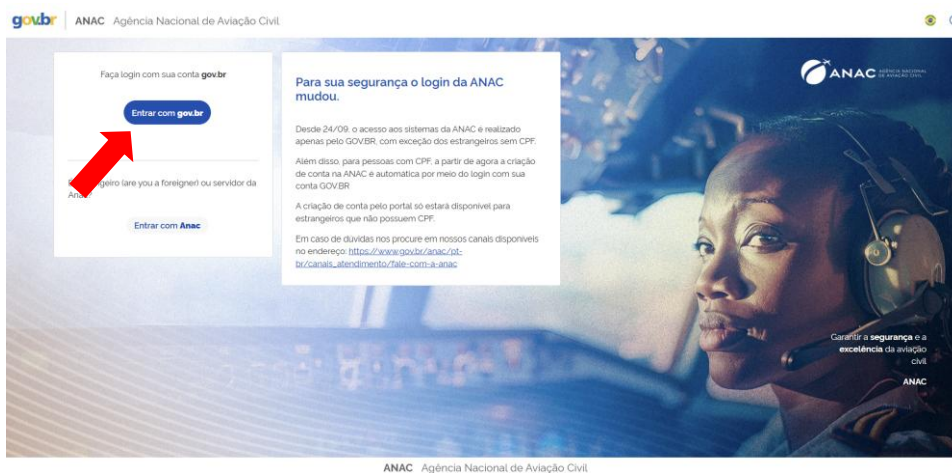 gov.br ANAC Agência Nacional de Aviação Civil
Faça login com sua conta gov.br
Entrar com gov.br
geiro (are you a foreigner) ou servidor da
Entrar com Anac
Para sua segurança o login da ANAC
mudou.
Desde 24/09, o acesso aos sistemas da ANAC é realizado
apenas pelo GOV.BR, com exceção dos estrangeiros sem CPF.
Além disso, para pessoas com CPF, a partir de agora a criação
de conta na ANAC é automática por meio do login com sua
conta GOV.BR
A criação de conta pelo portal só estará disponível para
estrangeiros que não possuem CPF.
Em caso de dúvidas nos procure em nossos canais disponíveis
no endereço: https://www.gov.br/anac/pt-
br/canais_atendimento/fale-com-a-anac
ANAC AGÊNCIA NACIONAL
DE AVIAÇÃO CIVIL
Garantir a segurança e a
excelência da aviação
civil
ANAC
ANAC Agência Nacional de Aviação Civil